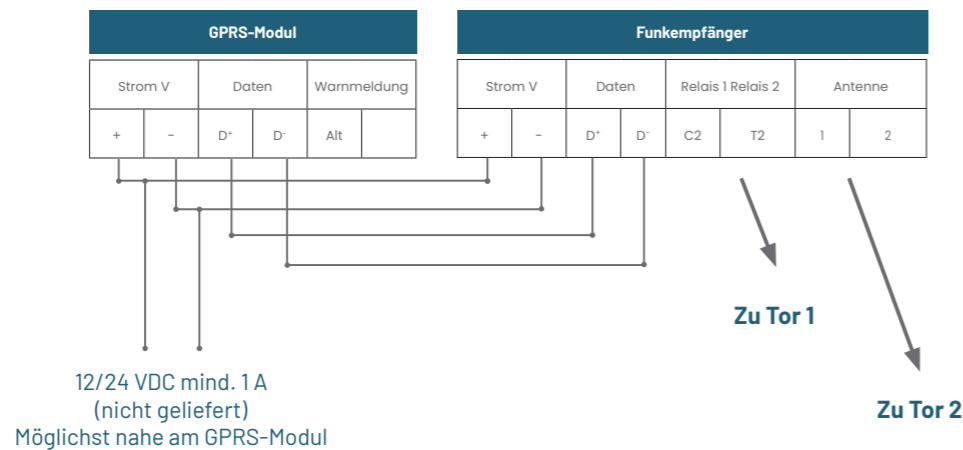 GPRS-Modul
Funkempfänger
Strom V Daten Warnmeldung
Strom V Daten Relais 1 Relais 2 Antenne
+ - D+ D- Alt
+ - D+ D- C2 T2 1 2
Zu Tor 1
12/24 VDC mind. 1 A
(nicht geliefert)
Möglichst nahe am GPRS-Modul
Zu Tor 2